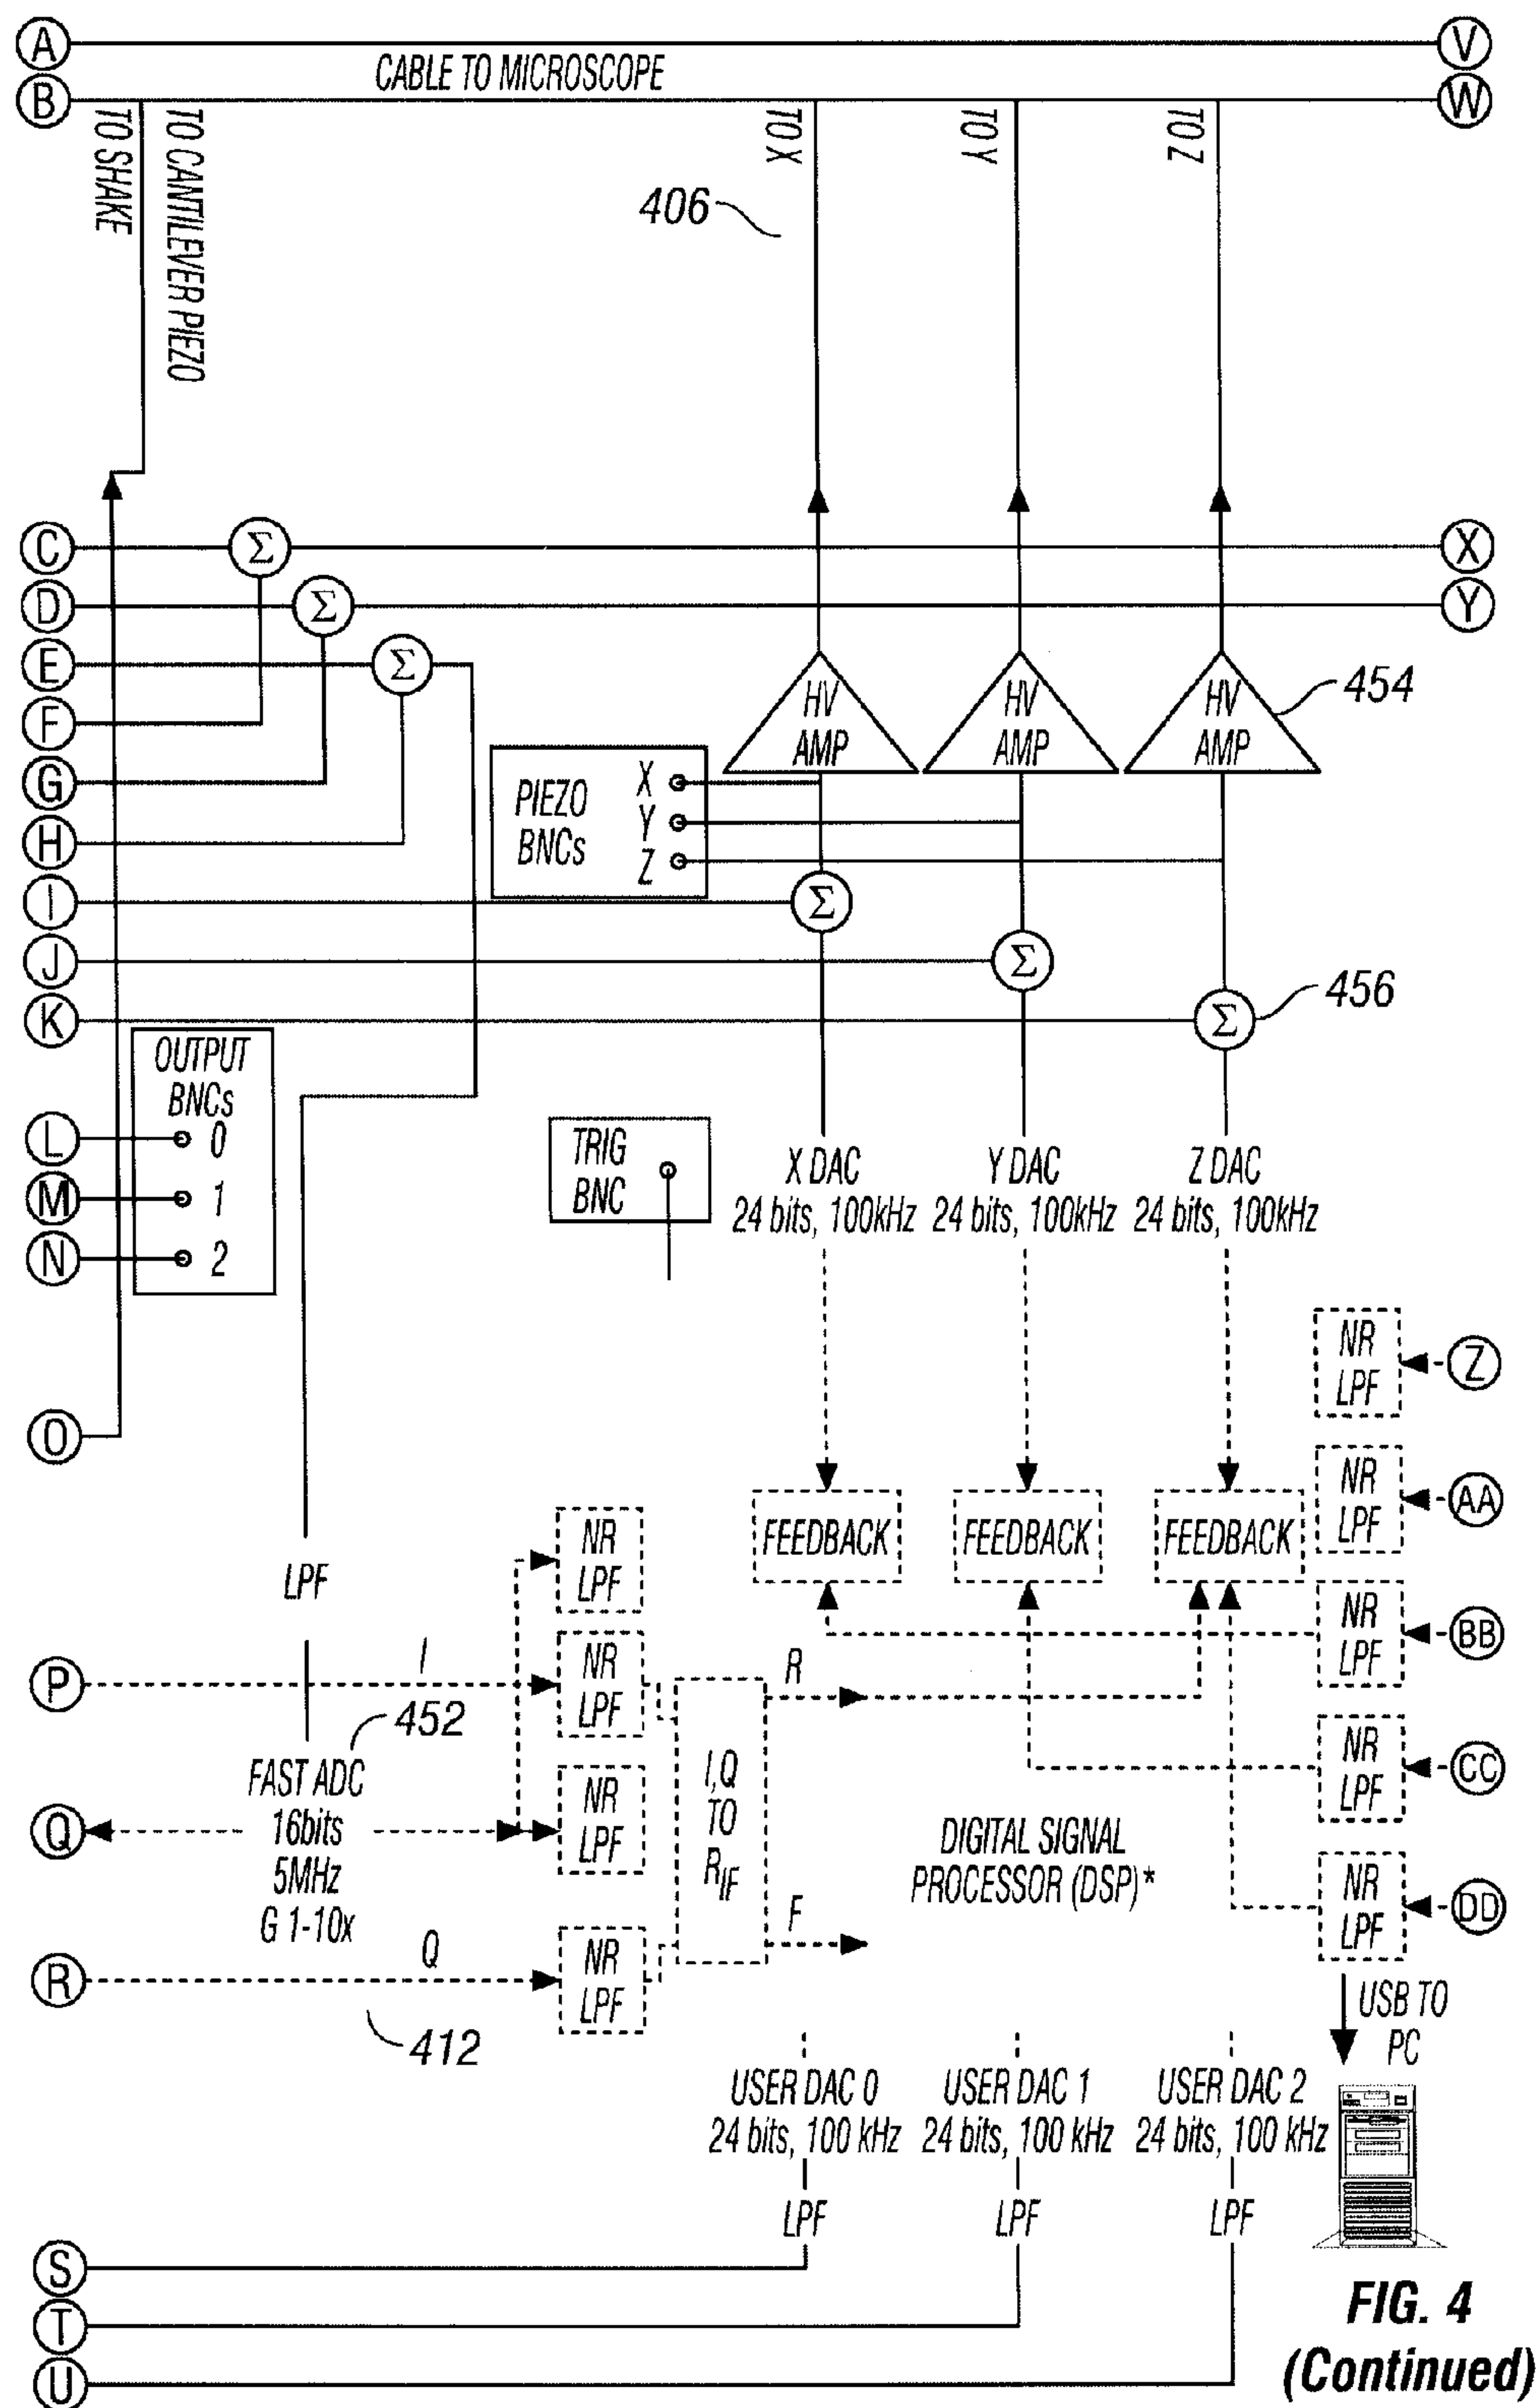 A
V
CABLE TO MICROSCOPE
B
W
TO SHAKE
TO CANTILEVER PIEZO
TO X
TO Y
TO Z
406
C
Σ
X
D
Σ
Y
E
Σ
F
HV
AMP
HV
AMP
HV
AMP
454
G
PIEZO
BNCs
X
Y
Z
H
I
Σ
J
Σ
K
Σ
456
OUTPUT
BNCs
L
0
M
1
N
2
TRIG
BNC
X DAC
24 bits, 100kHz
Y DAC
24 bits, 100kHz
Z DAC
24 bits, 100kHz
NR
LPF
Z
O
NR
LPF
AA
FEEDBACK
FEEDBACK
FEEDBACK
LPF
NR
LPF
NR
LPF
BB
P
I
452
NR
LPF
R
FAST ADC
16bits
5MHz
G 1-10x
Q
NR
LPF
I,Q
TO
RIF
NR
LPF
CC
DIGITAL SIGNAL
PROCESSOR (DSP)*
NR
LPF
DD
F
R
Q
NR
LPF
412
USB TO
PC
USER DAC 0
24 bits, 100 kHz
USER DAC 1
24 bits, 100 kHz
USER DAC 2
24 bits, 100 kHz
LPF
LPF
LPF
S
T
U
FIG. 4
(Continued)